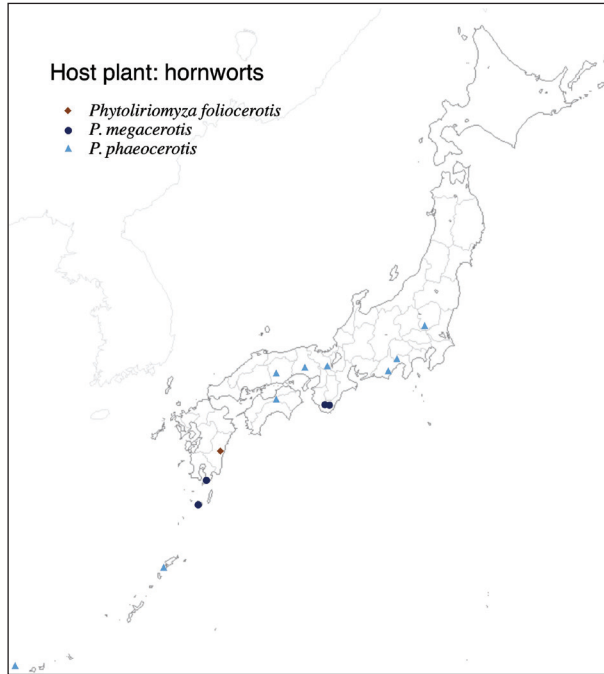 Host plant: hornworts
Phytoliriomyza foliocerotis
P. megacerotis
P. phaeocerotis